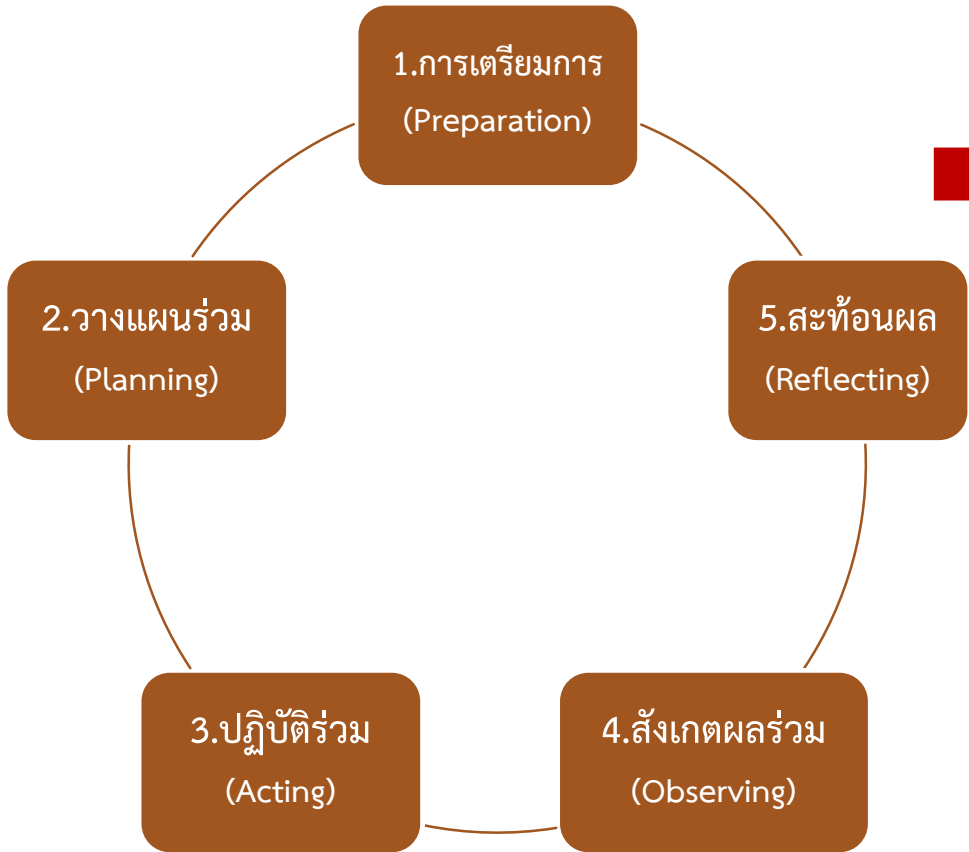 1.การเตรียมการ
(Preparation)
2.วางแผนร่วม
(Planning)
3.ปฏิบัติร่วม
(Acting)
4.สังเกตผลร่วม
(Observing)
5.สะท้อนผล
(Reflecting)